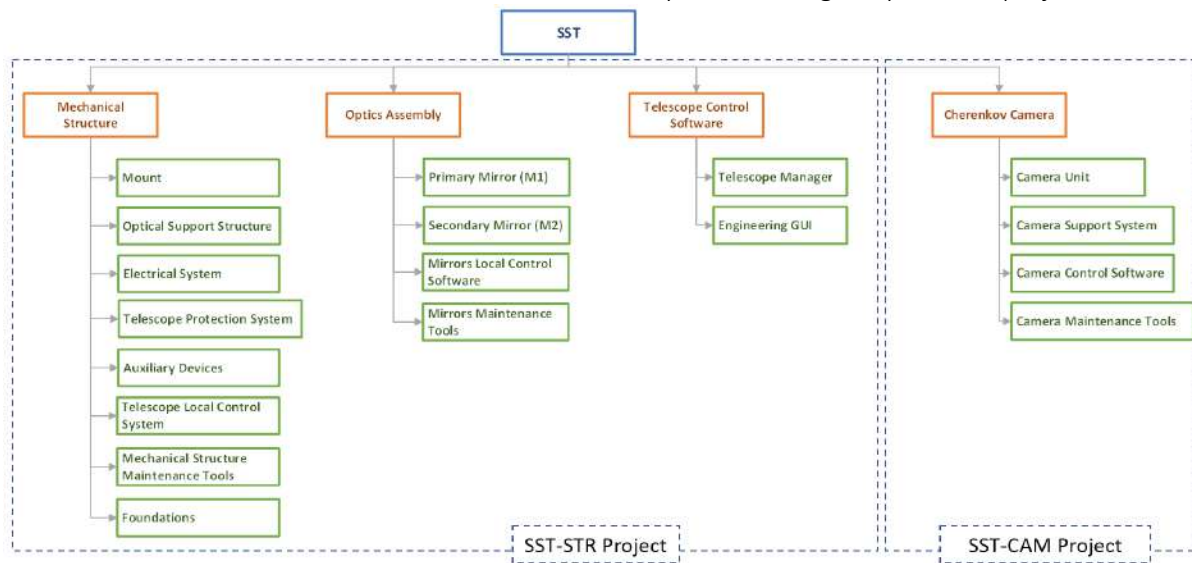 SST
Mechanical
Structure
Optics Assembly
Telescope Control
Software
Cherenkov Camera
Mount
Optical Support Structure
Electrical System
Telescope Protection System
Auxiliary Devices
Telescope Local Control
System
Mechanical Structure
Maintenance Tools
Foundations
Primary Mirror (M1)
Secondary Mirror (M2)
Mirrors Local Control
Software
Mirrors Maintenance
Tools
Telescope Manager
Engineering GUI
Camera Unit
Camera Support System
Camera Control Software
Camera Maintenance Tools
SST-STR Project
SST-CAM Project